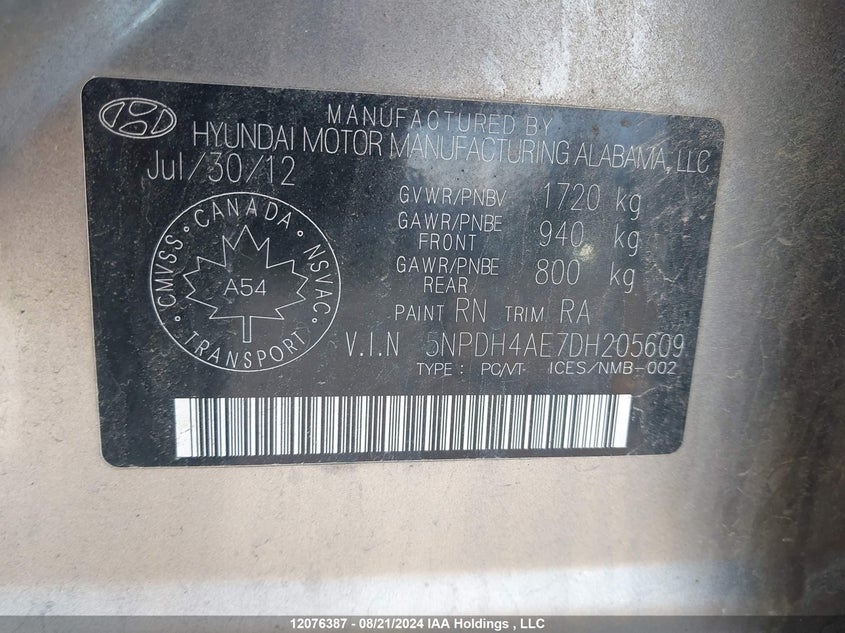 MANUFACTURED BY
HYUNDAI MOTOR MANUFACTURING ALABAMA, LLC
Jul/30/12
GVWR/PNBV 1720 kg
GAWR/PNBE FRONT 940 kg
GAWR/PNBE REAR 800 kg
PAINT RN TRIM RA
CMVSS • CANADA • NSVAC • TRANSPORT •
A54
V.I.N 5NPDH4AE7DH205609
TYPE : PC/VT ICES/NMB-002
12076387 - 08/21/2024 IAA Holdings , LLC